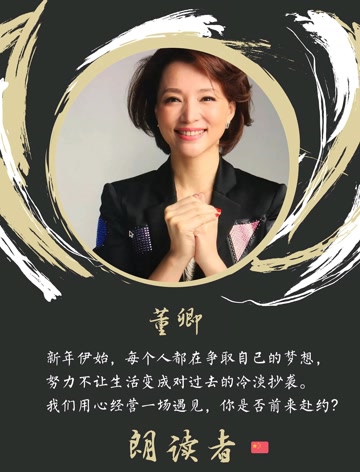 董卿
新年伊始，每个人都在争取自己的梦想，
努力不让生活变成对过去的冷淡抄袭。
我们用心经营一场遇见，你是否前来赴约?
朗读者